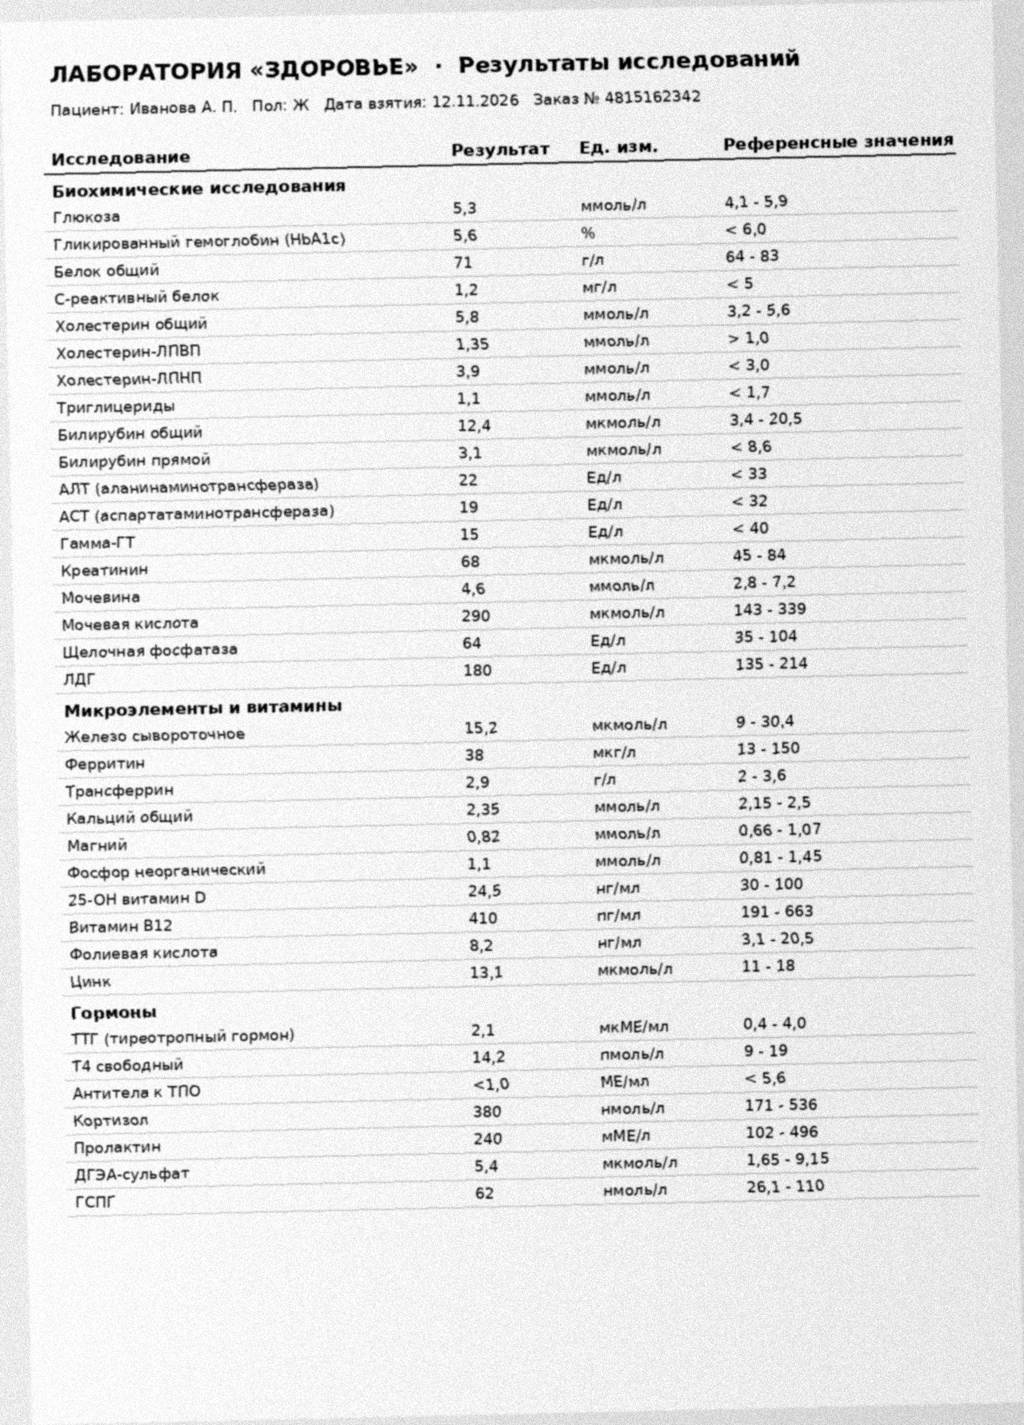 ЛАБОРАТОРИЯ «ЗДОРОВЬЕ» · Результаты исследований
Пациент: Иванова А. П. Пол: Ж Дата взятия: 12.11.2026 Заказ № 4815162342
Исследование Результат Ед. изм. Референсные значения
Биохимические исследования
Глюкоза 5,3 ммоль/л 4,1 - 5,9
Гликированный гемоглобин (HbA1c) 5,6 % < 6,0
Белок общий 71 г/л 64 - 83
С-реактивный белок 1,2 мг/л < 5
Холестерин общий 5,8 ммоль/л 3,2 - 5,6
Холестерин-ЛПВП 1,35 ммоль/л > 1,0
Холестерин-ЛПНП 3,9 ммоль/л < 3,0
Триглицериды 1,1 ммоль/л < 1,7
Билирубин общий 12,4 мкмоль/л 3,4 - 20,5
Билирубин прямой 3,1 мкмоль/л < 8,6
АЛТ (аланинаминотрансфераза) 22 Ед/л < 33
АСТ (аспартатаминотрансфераза) 19 Ед/л < 32
Гамма-ГТ 15 Ед/л < 40
Креатинин 68 мкмоль/л 45 - 84
Мочевина 4,6 ммоль/л 2,8 - 7,2
Мочевая кислота 290 мкмоль/л 143 - 339
Щелочная фосфатаза 64 Ед/л 35 - 104
ЛДГ 180 Ед/л 135 - 214
Микроэлементы и витамины
Железо сывороточное 15,2 мкмоль/л 9 - 30,4
Ферритин 38 мкг/л 13 - 150
Трансферрин 2,9 г/л 2 - 3,6
Кальций общий 2,35 ммоль/л 2,15 - 2,5
Магний 0,82 ммоль/л 0,66 - 1,07
Фосфор неорганический 1,1 ммоль/л 0,81 - 1,45
25-OH витамин D 24,5 нг/мл 30 - 100
Витамин B12 410 пг/мл 191 - 663
Фолиевая кислота 8,2 нг/мл 3,1 - 20,5
Цинк 13,1 мкмоль/л 11 - 18
Гормоны
ТТГ (тиреотропный гормон) 2,1 мкМЕ/мл 0,4 - 4,0
Т4 свободный 14,2 пмоль/л 9 - 19
Антитела к ТПО <1,0 МЕ/мл < 5,6
Кортизол 380 нмоль/л 171 - 536
Пролактин 240 мМЕ/л 102 - 496
ДГЭА-сульфат 5,4 мкмоль/л 1,65 - 9,15
ГСПГ 62 нмоль/л 26,1 - 110